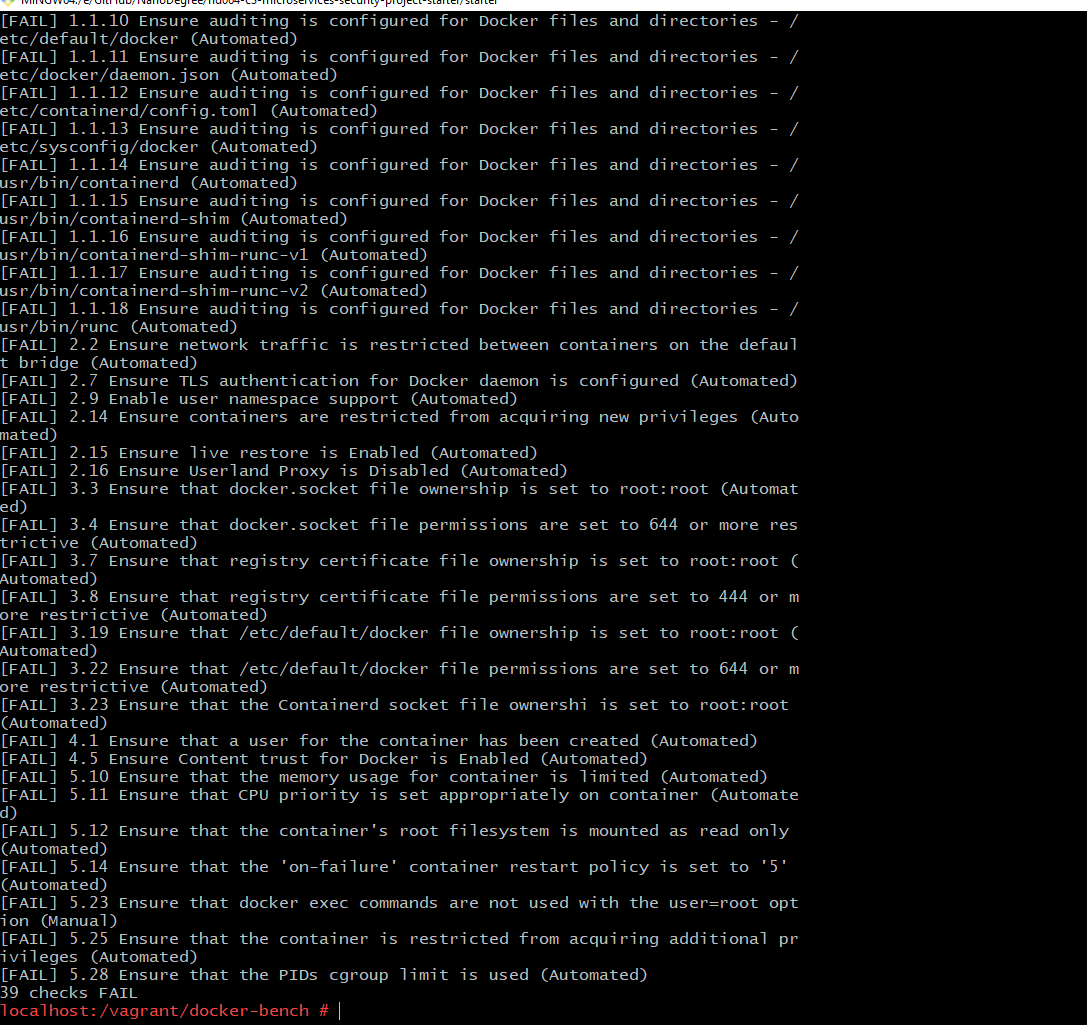 MINGW64:/e/GitHub/NanoDegree/nd064-c3-microservices-security-project-starter/starter
[FAIL] 1.1.10 Ensure auditing is configured for Docker files and directories - /
etc/default/docker (Automated)
[FAIL] 1.1.11 Ensure auditing is configured for Docker files and directories - /
etc/docker/daemon.json (Automated)
[FAIL] 1.1.12 Ensure auditing is configured for Docker files and directories - /
etc/containerd/config.toml (Automated)
[FAIL] 1.1.13 Ensure auditing is configured for Docker files and directories - /
etc/sysconfig/docker (Automated)
[FAIL] 1.1.14 Ensure auditing is configured for Docker files and directories - /
usr/bin/containerd (Automated)
[FAIL] 1.1.15 Ensure auditing is configured for Docker files and directories - /
usr/bin/containerd-shim (Automated)
[FAIL] 1.1.16 Ensure auditing is configured for Docker files and directories - /
usr/bin/containerd-shim-runc-v1 (Automated)
[FAIL] 1.1.17 Ensure auditing is configured for Docker files and directories - /
usr/bin/containerd-shim-runc-v2 (Automated)
[FAIL] 1.1.18 Ensure auditing is configured for Docker files and directories - /
usr/bin/runc (Automated)
[FAIL] 2.2 Ensure network traffic is restricted between containers on the defaul
t bridge (Automated)
[FAIL] 2.7 Ensure TLS authentication for Docker daemon is configured (Automated)
[FAIL] 2.9 Enable user namespace support (Automated)
[FAIL] 2.14 Ensure containers are restricted from acquiring new privileges (Auto
mated)
[FAIL] 2.15 Ensure live restore is Enabled (Automated)
[FAIL] 2.16 Ensure Userland Proxy is Disabled (Automated)
[FAIL] 3.3 Ensure that docker.socket file ownership is set to root:root (Automat
ed)
[FAIL] 3.4 Ensure that docker.socket file permissions are set to 644 or more res
trictive (Automated)
[FAIL] 3.7 Ensure that registry certificate file ownership is set to root:root (
Automated)
[FAIL] 3.8 Ensure that registry certificate file permissions are set to 444 or m
ore restrictive (Automated)
[FAIL] 3.19 Ensure that /etc/default/docker file ownership is set to root:root (
Automated)
[FAIL] 3.22 Ensure that /etc/default/docker file permissions are set to 644 or m
ore restrictive (Automated)
[FAIL] 3.23 Ensure that the Containerd socket file ownershi is set to root:root
(Automated)
[FAIL] 4.1 Ensure that a user for the container has been created (Automated)
[FAIL] 4.5 Ensure Content trust for Docker is Enabled (Automated)
[FAIL] 5.10 Ensure that the memory usage for container is limited (Automated)
[FAIL] 5.11 Ensure that CPU priority is set appropriately on container (Automate
d)
[FAIL] 5.12 Ensure that the container's root filesystem is mounted as read only
(Automated)
[FAIL] 5.14 Ensure that the 'on-failure' container restart policy is set to '5'
(Automated)
[FAIL] 5.23 Ensure that docker exec commands are not used with the user=root opt
ion (Manual)
[FAIL] 5.25 Ensure that the container is restricted from acquiring additional pr
ivileges (Automated)
[FAIL] 5.28 Ensure that the PIDs cgroup limit is used (Automated)
39 checks FAIL
localhost:/vagrant/docker-bench #